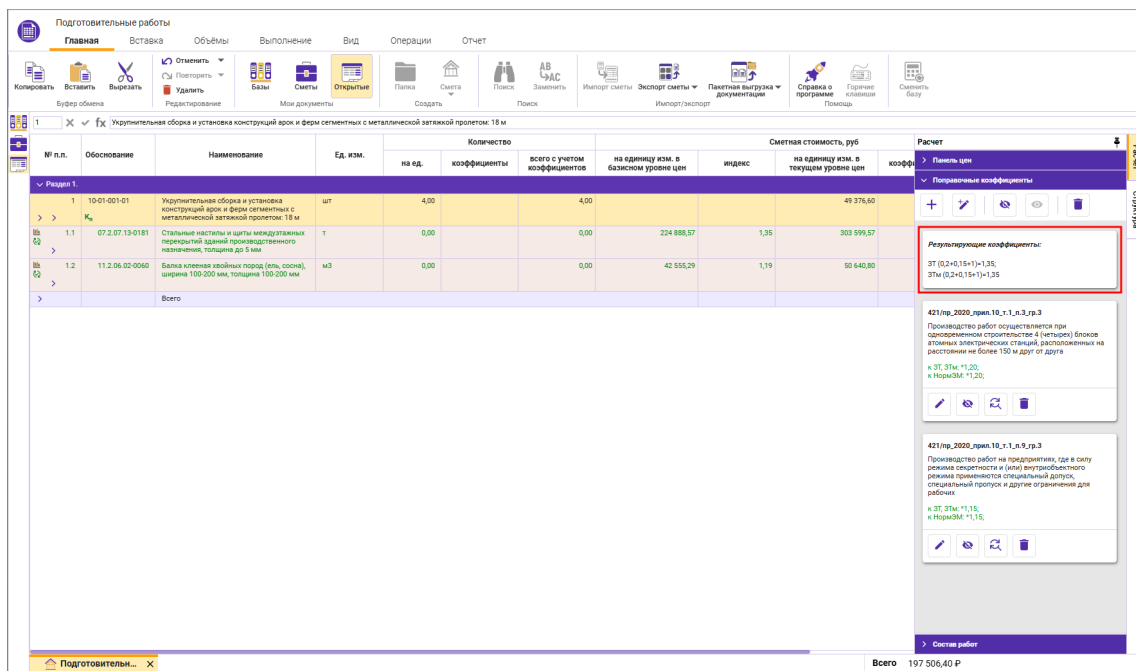 Подготовительные работы
Главная Вставка Объёмы Выполнение Вид Операции Отчет
Копировать Вставить Вырезать
Буфер обмена
Отменить
Повторить
Удалить
Редактирование
Базы Сметы Открытые
Мои документы
Папка Смета
Создать
Поиск Заменить
Поиск
Импорт сметы Экспорт сметы Пакетная выгрузка документации
Импорт/экспорт
Справка о программе Горячие клавиши
Помощь
Сменить базу
1 fx Укрупнительная сборка и установка конструкций арок и ферм сегментных с металлической затяжкой пролетом: 18 м
№ п.п. Обоснование Наименование Ед. изм. Количество Сметная стоимость, руб
на ед. коэффициенты всего с учетом коэффициентов на единицу изм. в базисном уровне цен индекс на единицу изм. в текущем уровне цен коэффи
Раздел 1.
1 10-01-001-01 Укрупнительная сборка и установка конструкций арок и ферм сегментных с металлической затяжкой пролетом: 18 м шт 4,00 4,00 49 376,60
Кп
1.1 07.2.07.13-0181 Стальные настилы и щиты междуэтажных перекрытий зданий производственного назначения, толщина до 5 мм т 0,00 0,00 224 888,57 1,35 303 599,57
1.2 11.2.06.02-0060 Балка клееная хвойных пород (ель, сосна), ширина 100-200 мм, толщина 100-200 мм м3 0,00 0,00 42 555,29 1,19 50 640,80
Всего
Расчет
Панель цен
Поправочные коэффициенты
Результирующие коэффициенты:
ЗТ (0,2+0,15+1)=1,35;
ЗТм (0,2+0,15+1)=1,35
421/пр_2020_прил.10_т.1_п.3_гр.3
Производство работ осуществляется при
одновременном строительстве 4 (четырех) блоков
атомных электрических станций, расположенных на
расстоянии не более 150 м друг от друга
к ЗТ, ЗТм: *1,20;
к НормЭМ: *1,20;
421/пр_2020_прил.10_т.1_п.9_гр.3
Производство работ на предприятиях, где в силу
режима секретности и (или) внутриобъектного
режима применяются специальный допуск,
специальный пропуск и другие ограничения для
рабочих
к ЗТ, ЗТм: *1,15;
к НормЭМ: *1,15;
Состав работ
Подготовительн... X
Всего 197 506,40 ₽